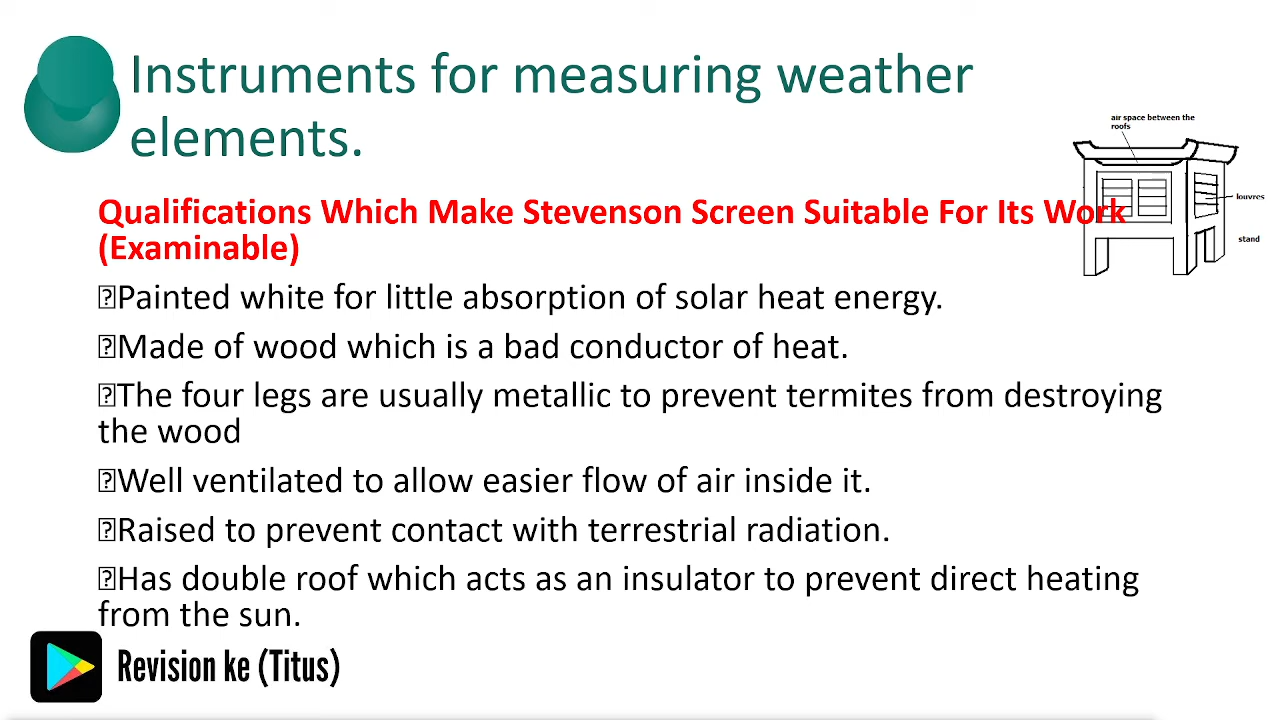 Instruments for measuring weather
elements.
air space between the
roofs
louvres
stand
Qualifications Which Make Stevenson Screen Suitable For Its Work
(Examinable)
Painted white for little absorption of solar heat energy.
Made of wood which is a bad conductor of heat.
The four legs are usually metallic to prevent termites from destroying
the wood
Well ventilated to allow easier flow of air inside it.
Raised to prevent contact with terrestrial radiation.
Has double roof which acts as an insulator to prevent direct heating
from the sun.
Revision ke (Titus)